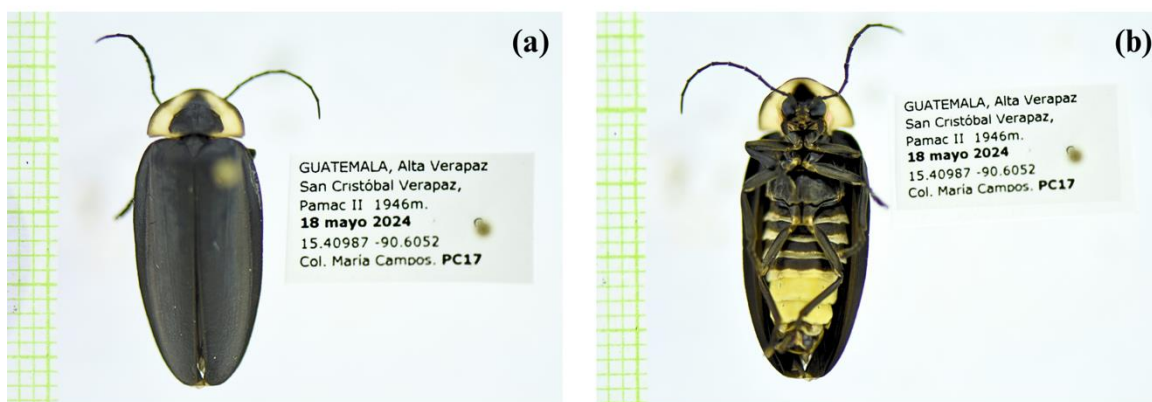 (a)
GUATEMALA, Alta Verapaz
San Cristóbal Verapaz,
Pamac II 1946m.
18 mayo 2024
15.40987 -90.6052
Col. María Campos. PC17
(b)
GUATEMALA, Alta Verapaz
San Cristóbal Verapaz,
Pamac II 1946m.
18 mayo 2024
15.40987 -90.6052
Col. María Campos. PC17